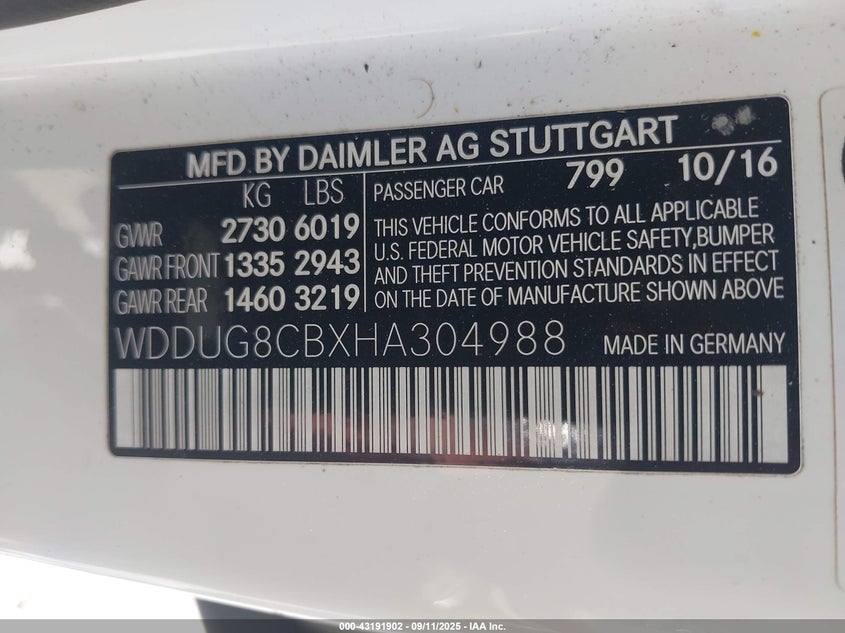 MFD.BY DAIMLER AG STUTTGART
KG LBS
GVWR 2730 6019
GAWR FRONT 1335 2943
GAWR REAR 1460 3219
PASSENGER CAR 799 10/16
THIS VEHICLE CONFORMS TO ALL APPLICABLE
U.S. FEDERAL MOTOR VEHICLE SAFETY,BUMPER
AND THEFT PREVENTION STANDARDS IN EFFECT
ON THE DATE OF MANUFACTURE SHOWN ABOVE
WDDUG8CBXHA304988 MADE IN GERMANY
000-43191902 - 09/11/2025 - IAA Inc.